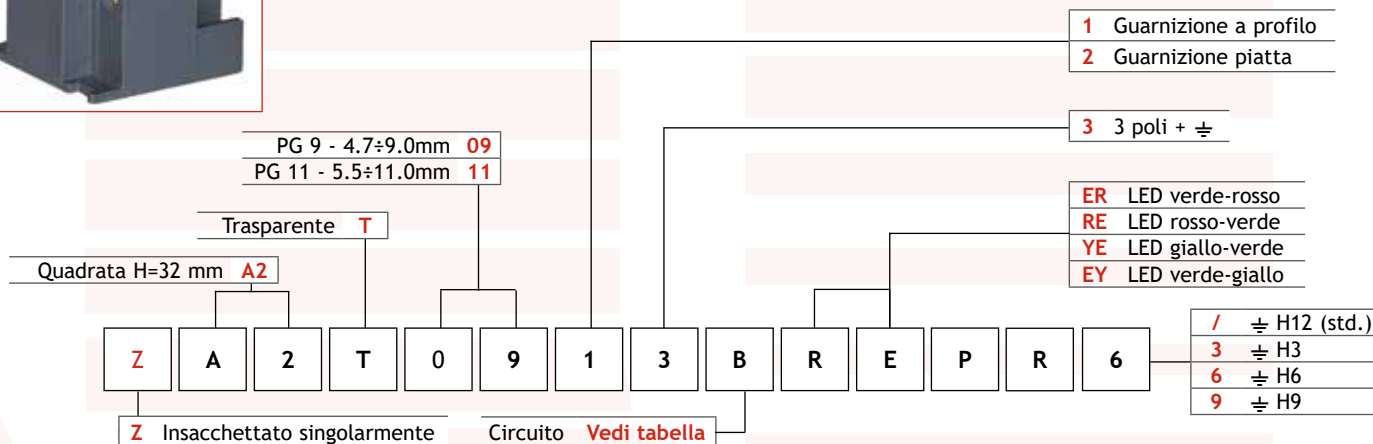 1 Guarnizione a profilo
2 Guarnizione piatta
3 3 poli + ⏚
PG 9 - 4.7÷9.0mm 09
PG 11 - 5.5÷11.0mm 11
ER LED verde-rosso
RE LED rosso-verde
YE LED giallo-verde
EY LED verde-giallo
Trasparente T
Quadrata H=32 mm A2
Z A 2 T 0 9 1 3 B R E P R 6
/ ⏚ H12 (std.)
3 ⏚ H3
6 ⏚ H6
9 ⏚ H9
Z Insacchettato singolarmente
Circuito Vedi tabella